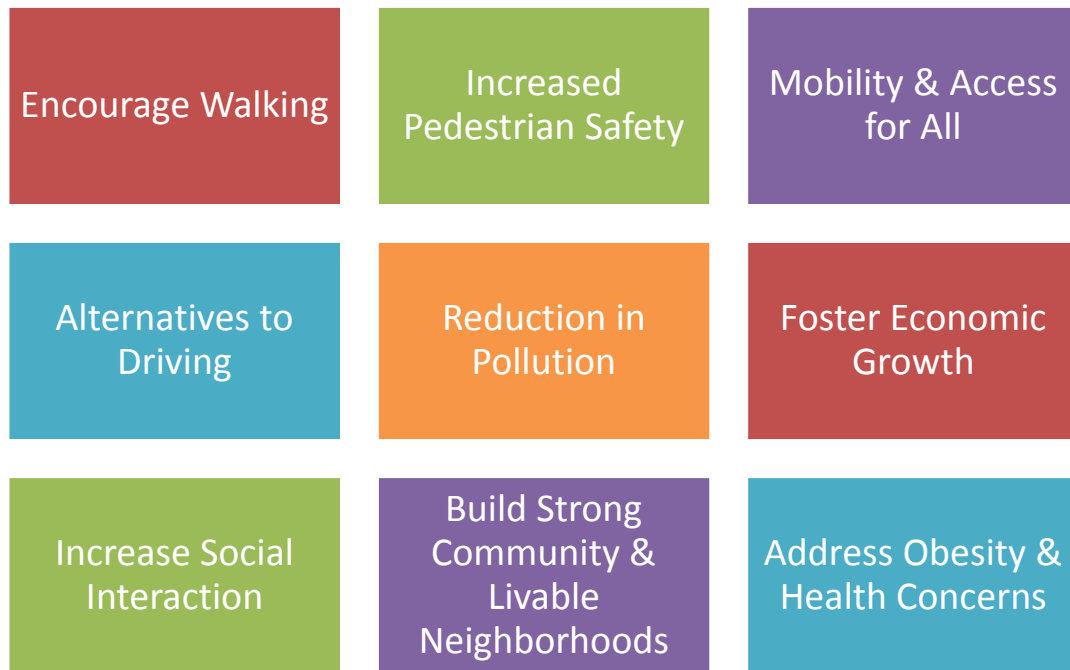 Encourage Walking
Increased
Pedestrian Safety
Mobility & Access
for All
Alternatives to
Driving
Reduction in
Pollution
Foster Economic
Growth
Increase Social
Interaction
Build Strong
Community &
Livable
Neighborhoods
Address Obesity &
Health Concerns